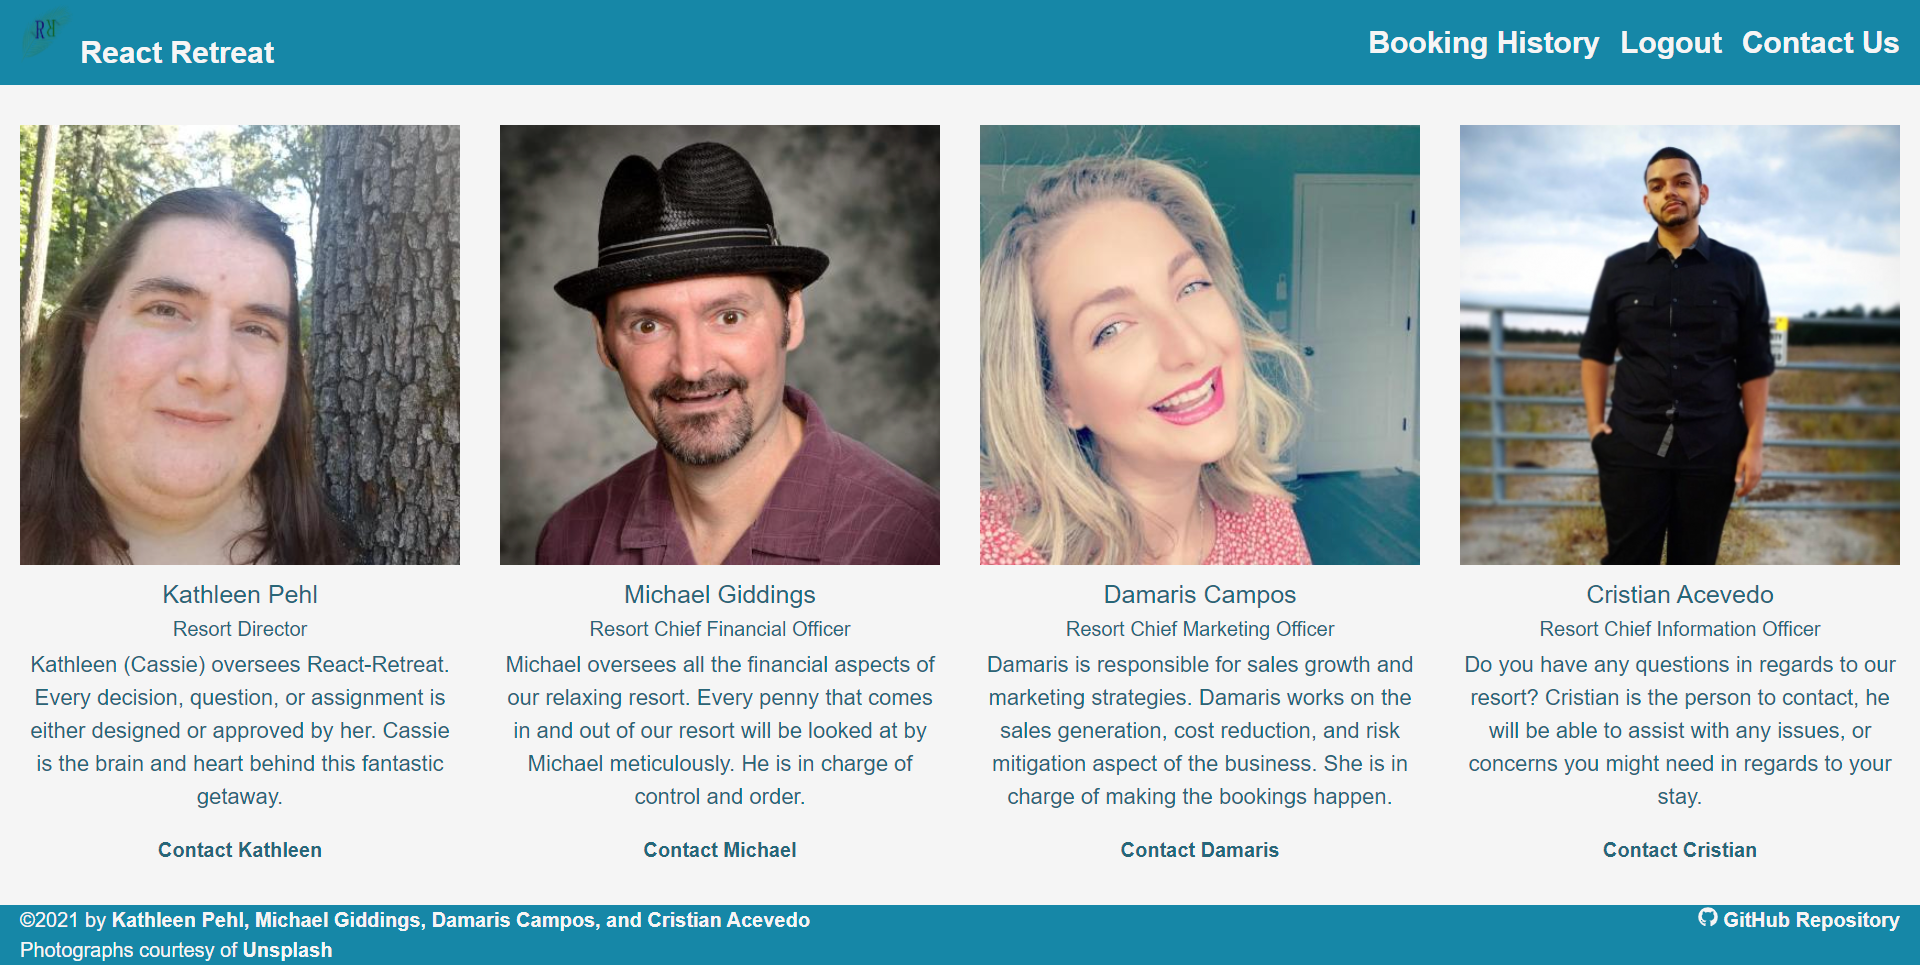 RR
React Retreat
Booking History Logout Contact Us
Kathleen Pehl
Resort Director
Kathleen (Cassie) oversees React-Retreat.
Every decision, question, or assignment is
either designed or approved by her. Cassie
is the brain and heart behind this fantastic
getaway.
Contact Kathleen
Michael Giddings
Resort Chief Financial Officer
Michael oversees all the financial aspects of
our relaxing resort. Every penny that comes
in and out of our resort will be looked at by
Michael meticulously. He is in charge of
control and order.
Contact Michael
Damaris Campos
Resort Chief Marketing Officer
Damaris is responsible for sales growth and
marketing strategies. Damaris works on the
sales generation, cost reduction, and risk
mitigation aspect of the business. She is in
charge of making the bookings happen.
Contact Damaris
Cristian Acevedo
Resort Chief Information Officer
Do you have any questions in regards to our
resort? Cristian is the person to contact, he
will be able to assist with any issues, or
concerns you might need in regards to your
stay.
Contact Cristian
©2021 by Kathleen Pehl, Michael Giddings, Damaris Campos, and Cristian Acevedo
Photographs courtesy of Unsplash
GitHub Repository